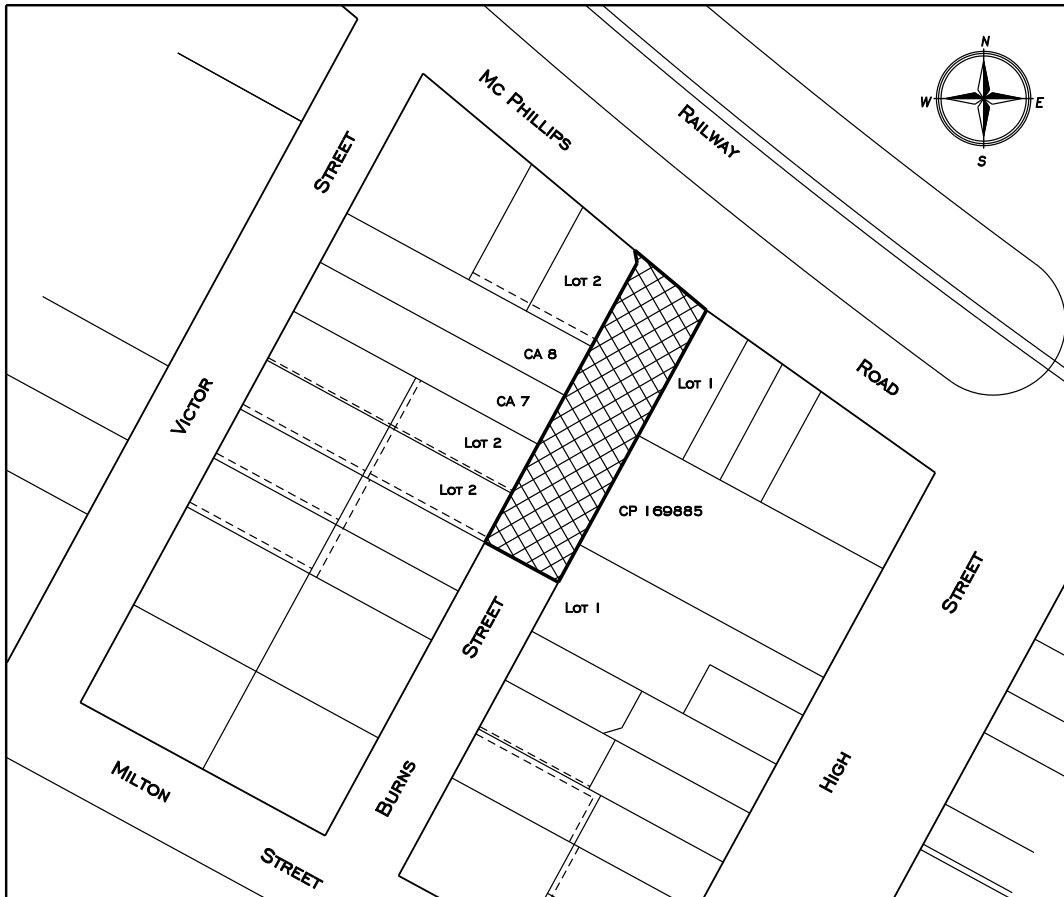 N
W
E
S
MC PHILLIPS
RAILWAY
STREET
LOT 2
CA 8
LOT 1
ROAD
CA 7
VICTOR
LOT 2
LOT 2
CP 169885
STREET
LOT 1
STREET
HIGH
MILTON
BURNS
STREET